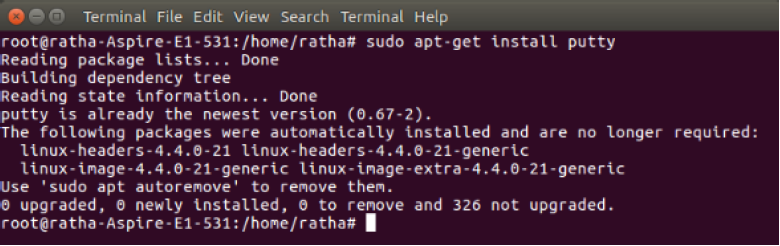 Terminal File Edit View Search Terminal Help
root@ratha-Aspire-E1-531:/home/ratha# sudo apt-get install putty
Reading package lists... Done
Building dependency tree
Reading state information... Done
putty is already the newest version (0.67-2).
The following packages were automatically installed and are no longer required:
  linux-headers-4.4.0-21 linux-headers-4.4.0-21-generic
  linux-image-4.4.0-21-generic linux-image-extra-4.4.0-21-generic
Use 'sudo apt autoremove' to remove them.
0 upgraded, 0 newly installed, 0 to remove and 326 not upgraded.
root@ratha-Aspire-E1-531:/home/ratha#